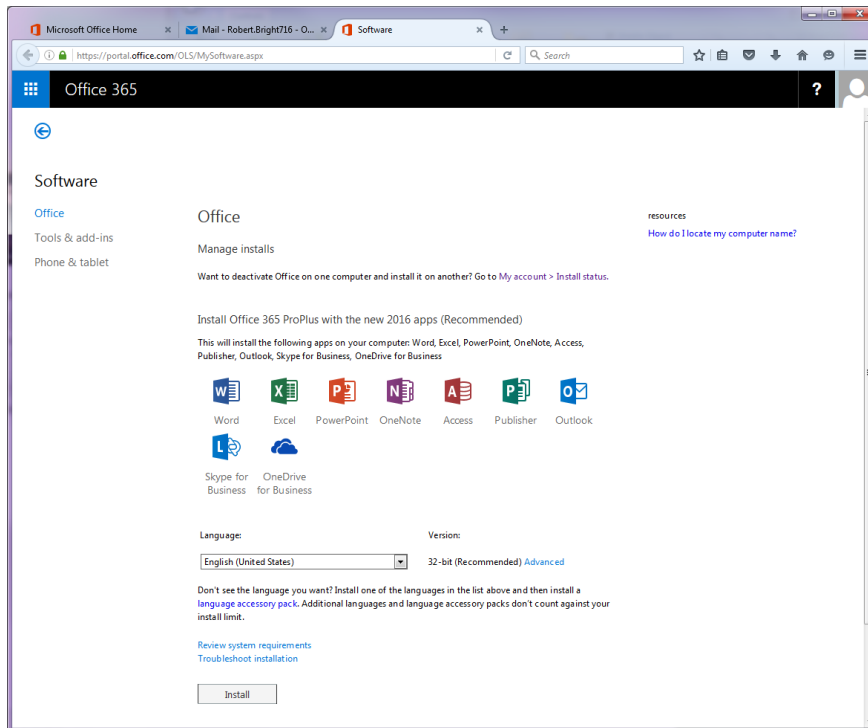 Microsoft Office Home
Mail - Robert.Bright716 - O...
Software
https://portal.office.com/OLS/MySoftware.aspx
Search
Office 365
?
Software
Office
Tools & add-ins
Phone & tablet
Office
Manage installs
Want to deactivate Office on one computer and install it on another? Go to My account > Install status.
resources
How do I locate my computer name?
Install Office 365 ProPlus with the new 2016 apps (Recommended)
This will install the following apps on your computer: Word, Excel, PowerPoint, OneNote, Access,
Publisher, Outlook, Skype for Business, OneDrive for Business
Word Excel PowerPoint OneNote Access Publisher Outlook
Skype for Business
OneDrive for Business
Language:
Version:
English (United States)
32-bit (Recommended) Advanced
Don't see the language you want? Install one of the languages in the list above and then install a
language accessory pack. Additional languages and language accessory packs don't count against your
install limit.
Review system requirements
Troubleshoot installation
Install